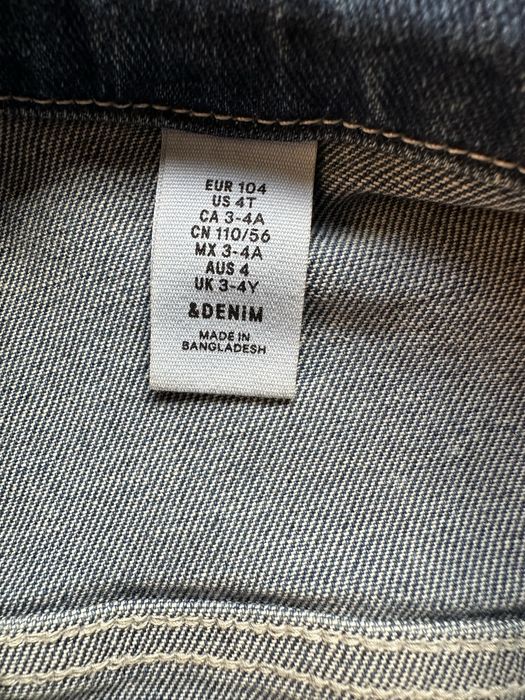 EUR 104
US 4T
CA 3-4A
CN 110/56
MX 3-4A
AUS 4
UK 3-4Y
&DENIM
MADE IN
BANGLADESH